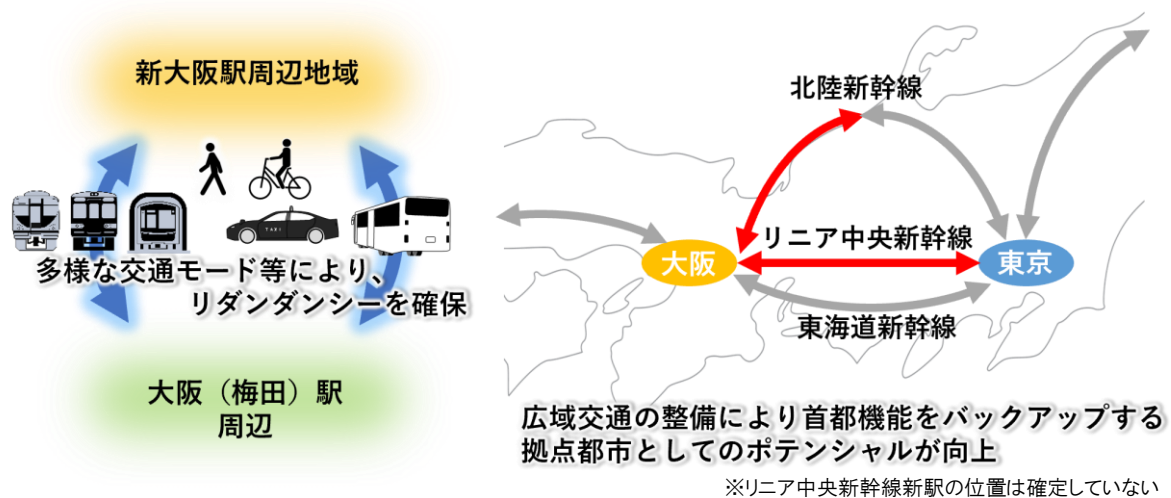 新大阪駅周辺地域
TAXI
多様な交通モード等により、
リダンダンシーを確保
大阪（梅田）駅
周辺
北陸新幹線
リニア中央新幹線
大阪
東京
東海道新幹線
広域交通の整備により首都機能をバックアップする
拠点都市としてのポテンシャルが向上
※リニア中央新幹線新駅の位置は確定していない